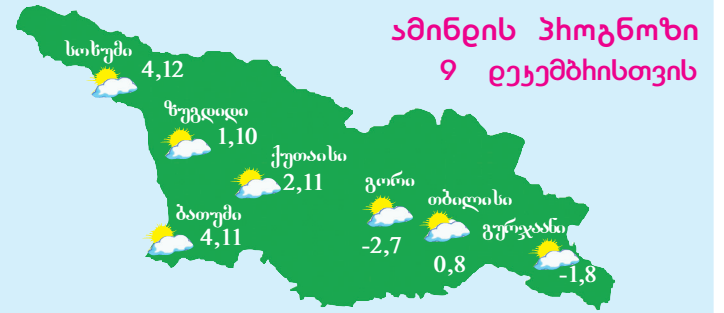 ამინდის პროგნოზი
9 დეკემბრისთვის
სოხუმი
4,12
ზუგდიდი
1,10
ქუთაისი
2,11
გორი
-2,7
თბილისი
0,8
ბათუმი
4,11
გურჯაანი
-1,8